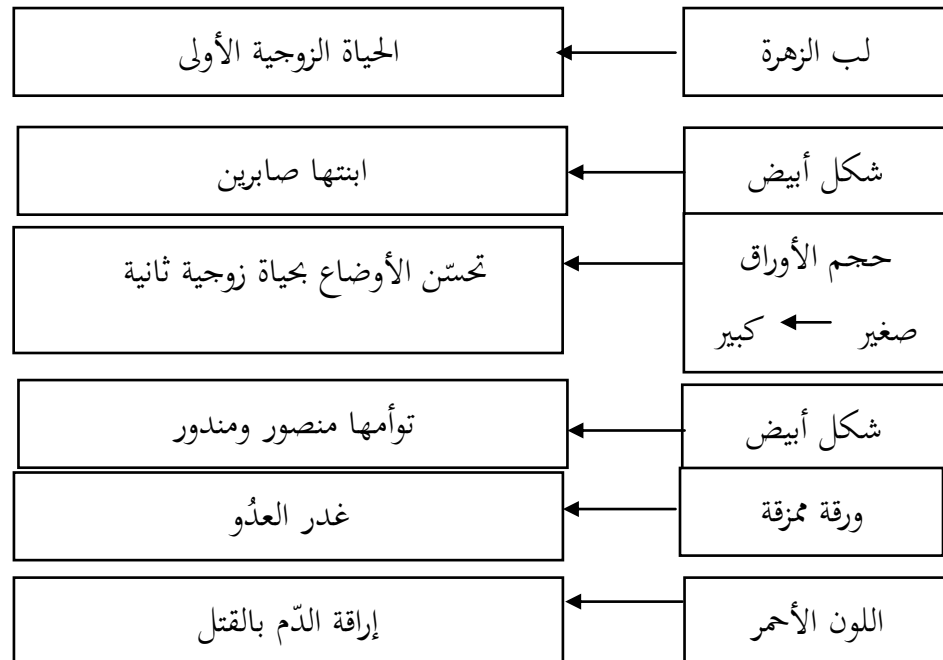 لب الزهرة
الحياة الزوجية الأولى
شكل أبيض
ابنتها صابرين
حجم الأوراق
صغير ← كبير
تحسّن الأوضاع بحياة زوجية ثانية
شكل أبيض
توأمها منصور ومندور
ورقة ممزقة
غدر العدُو
اللون الأحمر
إراقة الدّم بالقتل